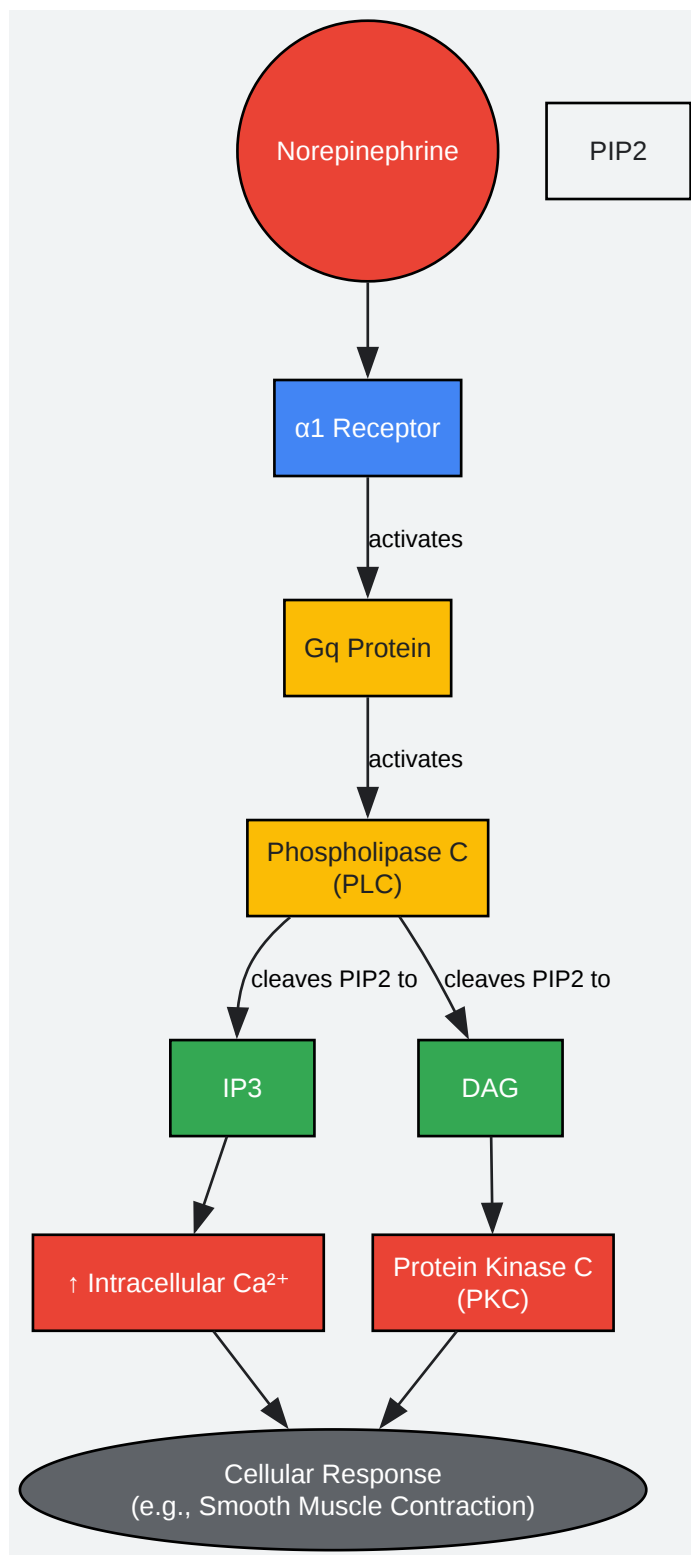 Norepinephrine
PIP2
α1 Receptor
activates
Gq Protein
activates
Phospholipase C
(PLC)
cleaves PIP2 to
cleaves PIP2 to
IP3
DAG
↑ Intracellular Ca²⁺
Protein Kinase C
(PKC)
Cellular Response
(e.g., Smooth Muscle Contraction)